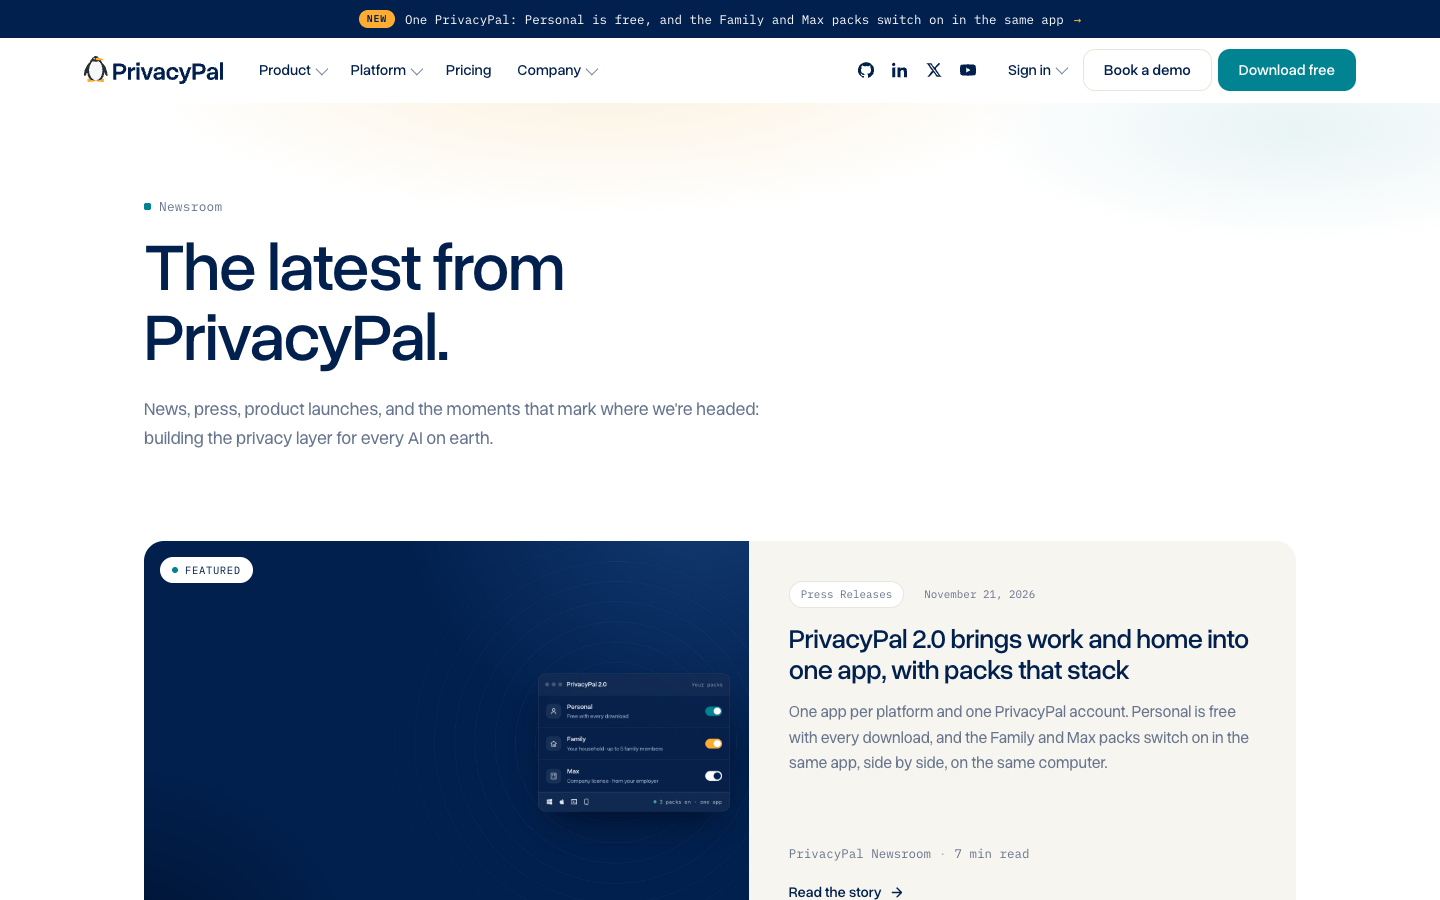 NEW One PrivacyPal: Personal is free, and the Family and Max packs switch on in the same app →
PrivacyPal
Product
Platform
Pricing
Company
Sign in
Book a demo
Download free
Newsroom
The latest from
PrivacyPal.
News, press, product launches, and the moments that mark where we're headed:
building the privacy layer for every AI on earth.
FEATURED
PrivacyPal 2.0
Your packs
Personal
Free with every download
Family
Your household · up to 5 family members
Max
Company license · from your employer
3 packs on · one app
Press Releases
November 21, 2026
PrivacyPal 2.0 brings work and home into
one app, with packs that stack
One app per platform and one PrivacyPal account. Personal is free
with every download, and the Family and Max packs switch on in the
same app, side by side, on the same computer.
PrivacyPal Newsroom · 7 min read
Read the story →